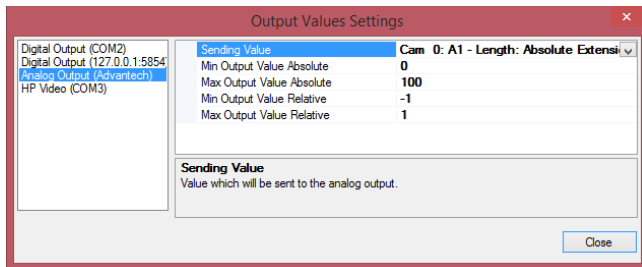 Output Values Settings
Digital Output (COM2)
Digital Output (127.0.0.1:5854
Analog Output (Advantech)
HP Video (COM3)
Sending Value Cam 0: A1 - Length: Absolute Extensi
Min Output Value Absolute 0
Max Output Value Absolute 100
Min Output Value Relative -1
Max Output Value Relative 1
Sending Value
Value which will be sent to the analog output.
Close